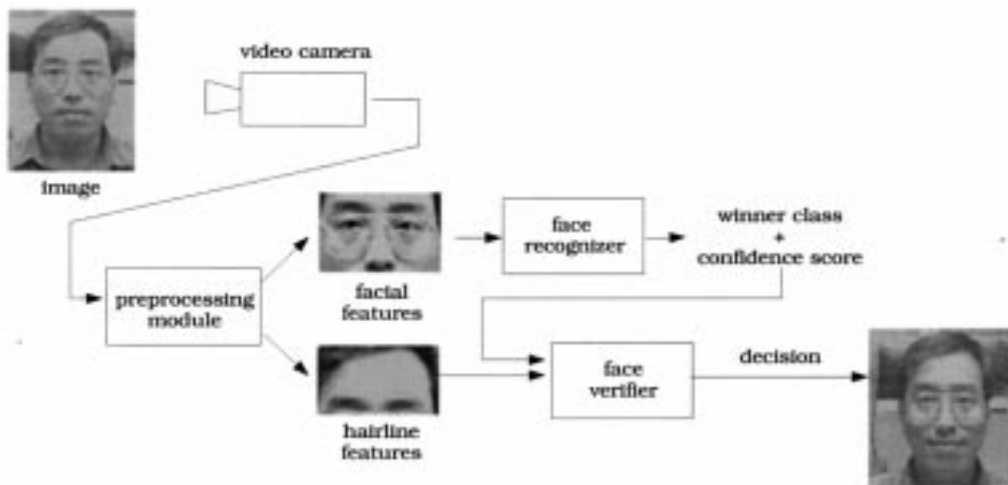 video camera
image
facial
features
face
recognizer
winner class
+
confidence score
preprocessing
module
hairline
features
face
verifier
decision